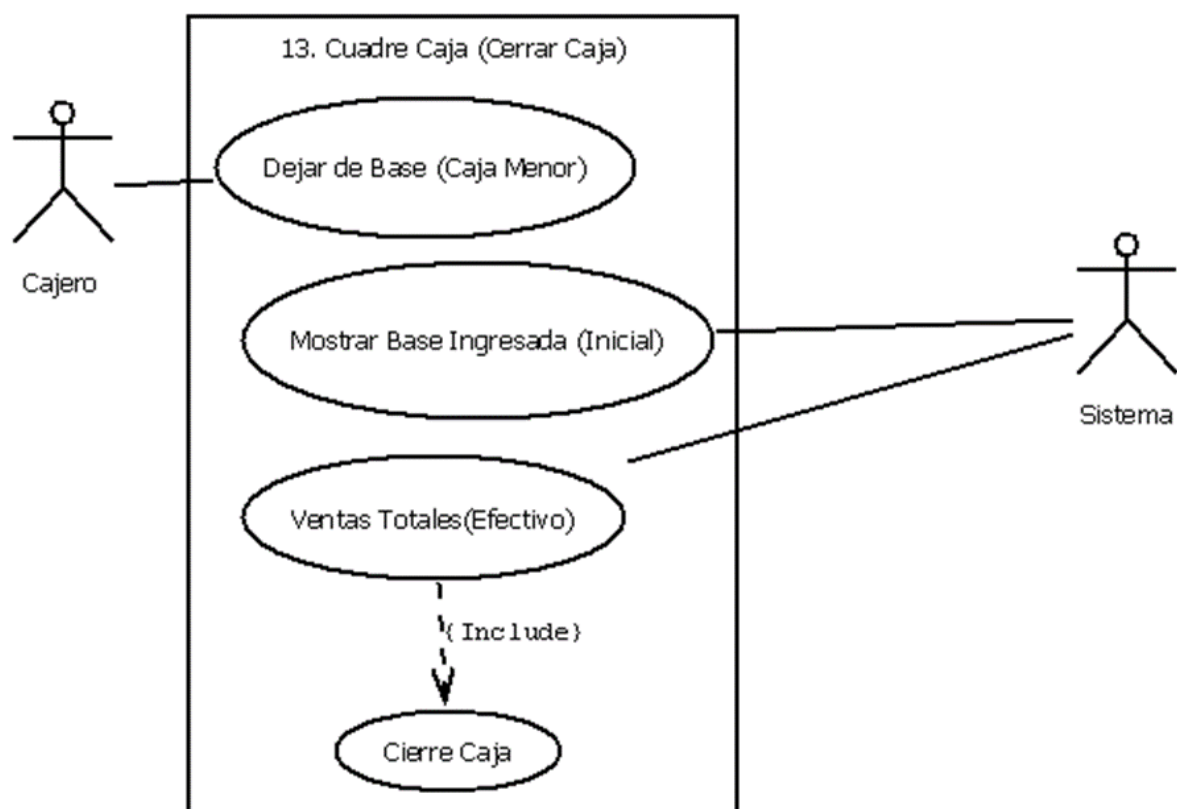 13. Cuadre Caja (Cerrar Caja)
Dejar de Base (Caja Menor)
Cajero
Mostrar Base Ingresada (Inicial)
Sistema
Ventas Totales(Efectivo)
{Include}
Cierre Caja